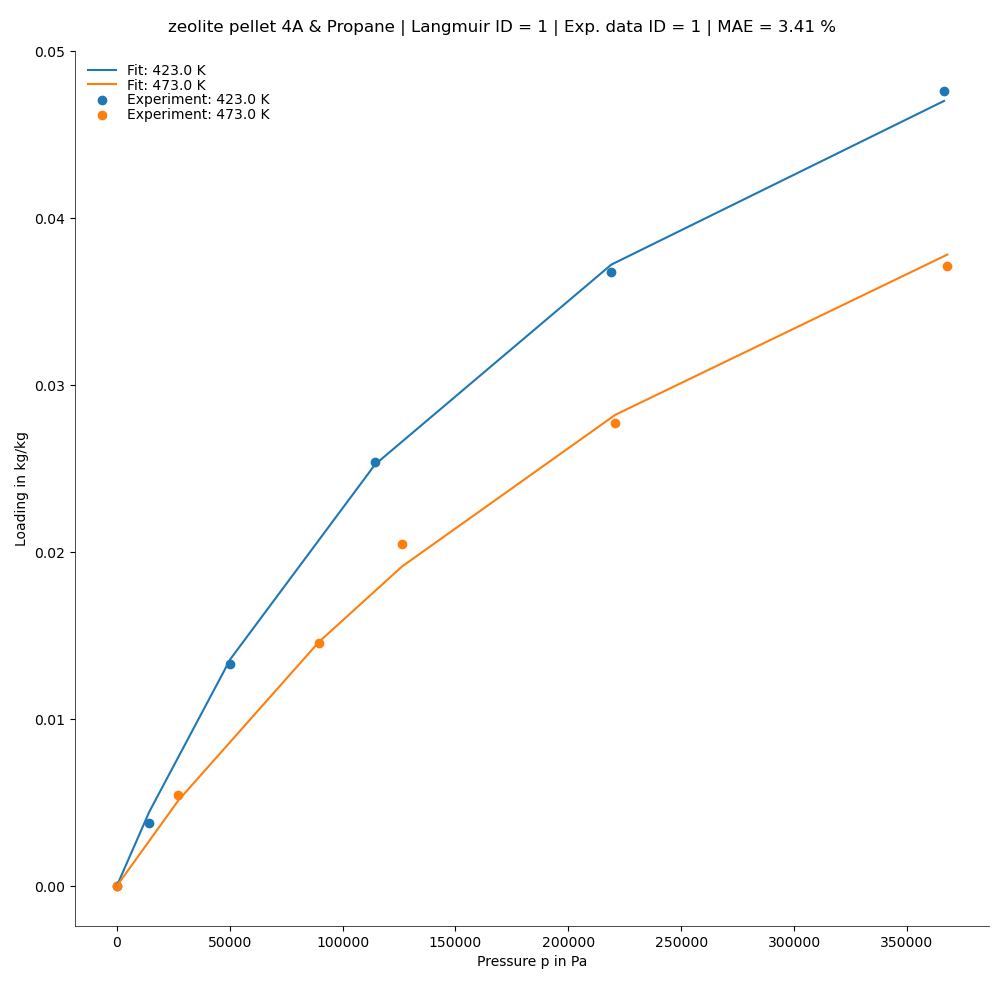 zeolite pellet 4A & Propane | Langmuir ID = 1 | Exp. data ID = 1 | MAE = 3.41 %
Fit: 423.0 K
Fit: 473.0 K
Experiment: 423.0 K
Experiment: 473.0 K
Loading in kg/kg
0.05
0.04
0.03
0.02
0.01
0.00
0 50000 100000 150000 200000 250000 300000 350000
Pressure p in Pa